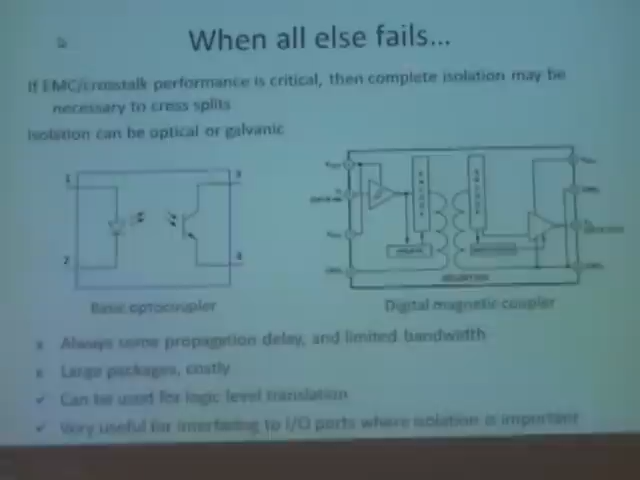 When all else fails...
If EMC/crosstalk performance is critical, then complete isolation may be
necessary to cross splits
Isolation can be optical or galvanic
1
2
Basic optocoupler
Digital magnetic coupler
x Always some propagation delay, and limited bandwidth
x Large packages, costly
✓ Can be used for logic level translation
✓ Very useful for interfacing to I/O ports where isolation is important